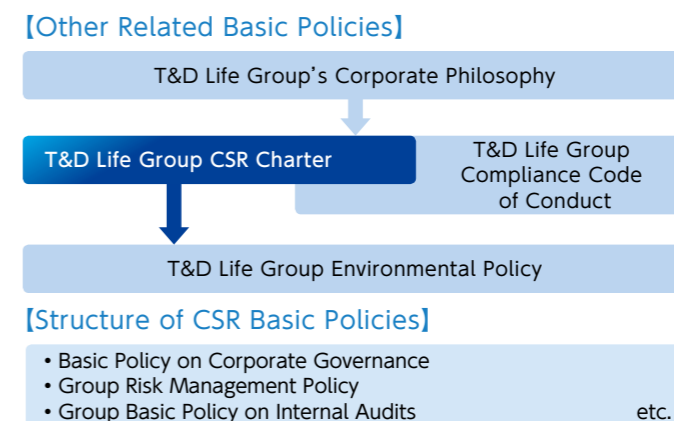 【Other Related Basic Policies】
T&D Life Group’s Corporate Philosophy
T&D Life Group CSR Charter
T&D Life Group
Compliance Code
of Conduct
T&D Life Group Environmental Policy
【Structure of CSR Basic Policies】
• Basic Policy on Corporate Governance
• Group Risk Management Policy
• Group Basic Policy on Internal Audits etc.